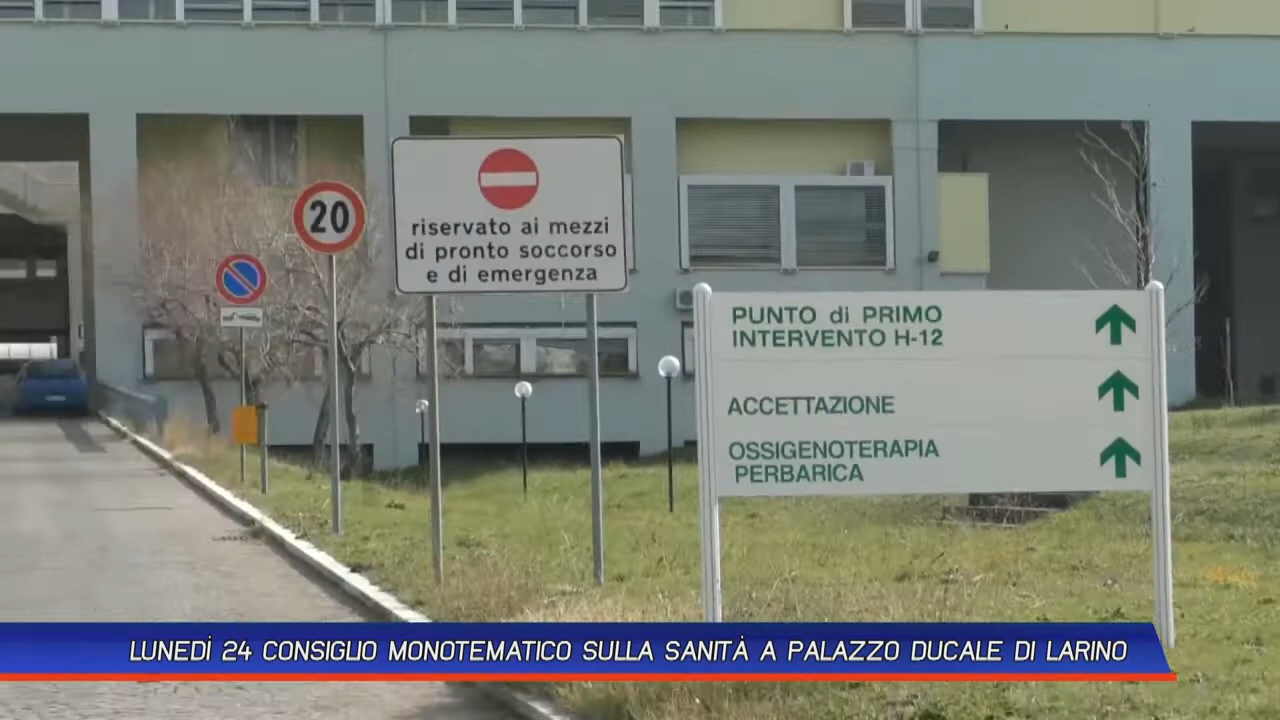 20
riservato ai mezzi
di pronto soccorso
e di emergenza
PUNTO di PRIMO
INTERVENTO H-12
ACCETTAZIONE
OSSIGENOTERAPIA
PERBARICA
LUNEDÌ 24 CONSIGLIO MONOTEMATICO SULLA SANITÀ A PALAZZO DUCALE DI LARINO